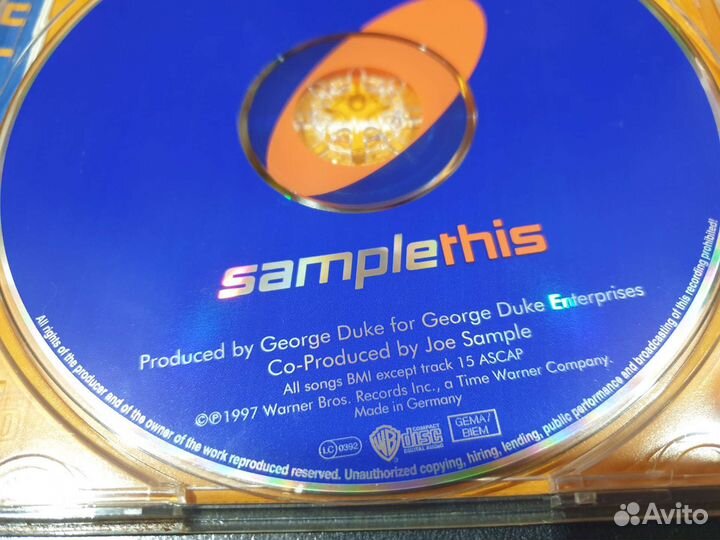 samplethis
Produced by George Duke for George Duke Enterprises
Co-Produced by Joe Sample
All songs BMI except track 15 ASCAP
©℗1997 Warner Bros. Records Inc., a Time Warner Company.
Made in Germany
LC 0392
WB
COMPACT
disc
DIGITAL AUDIO
GEMA/
BIEM
All rights of the producer and of the owner of the work reproduced reserved. Unauthorized copying, hiring, lending, public performance and broadcasting of this recording prohibited!
Avito